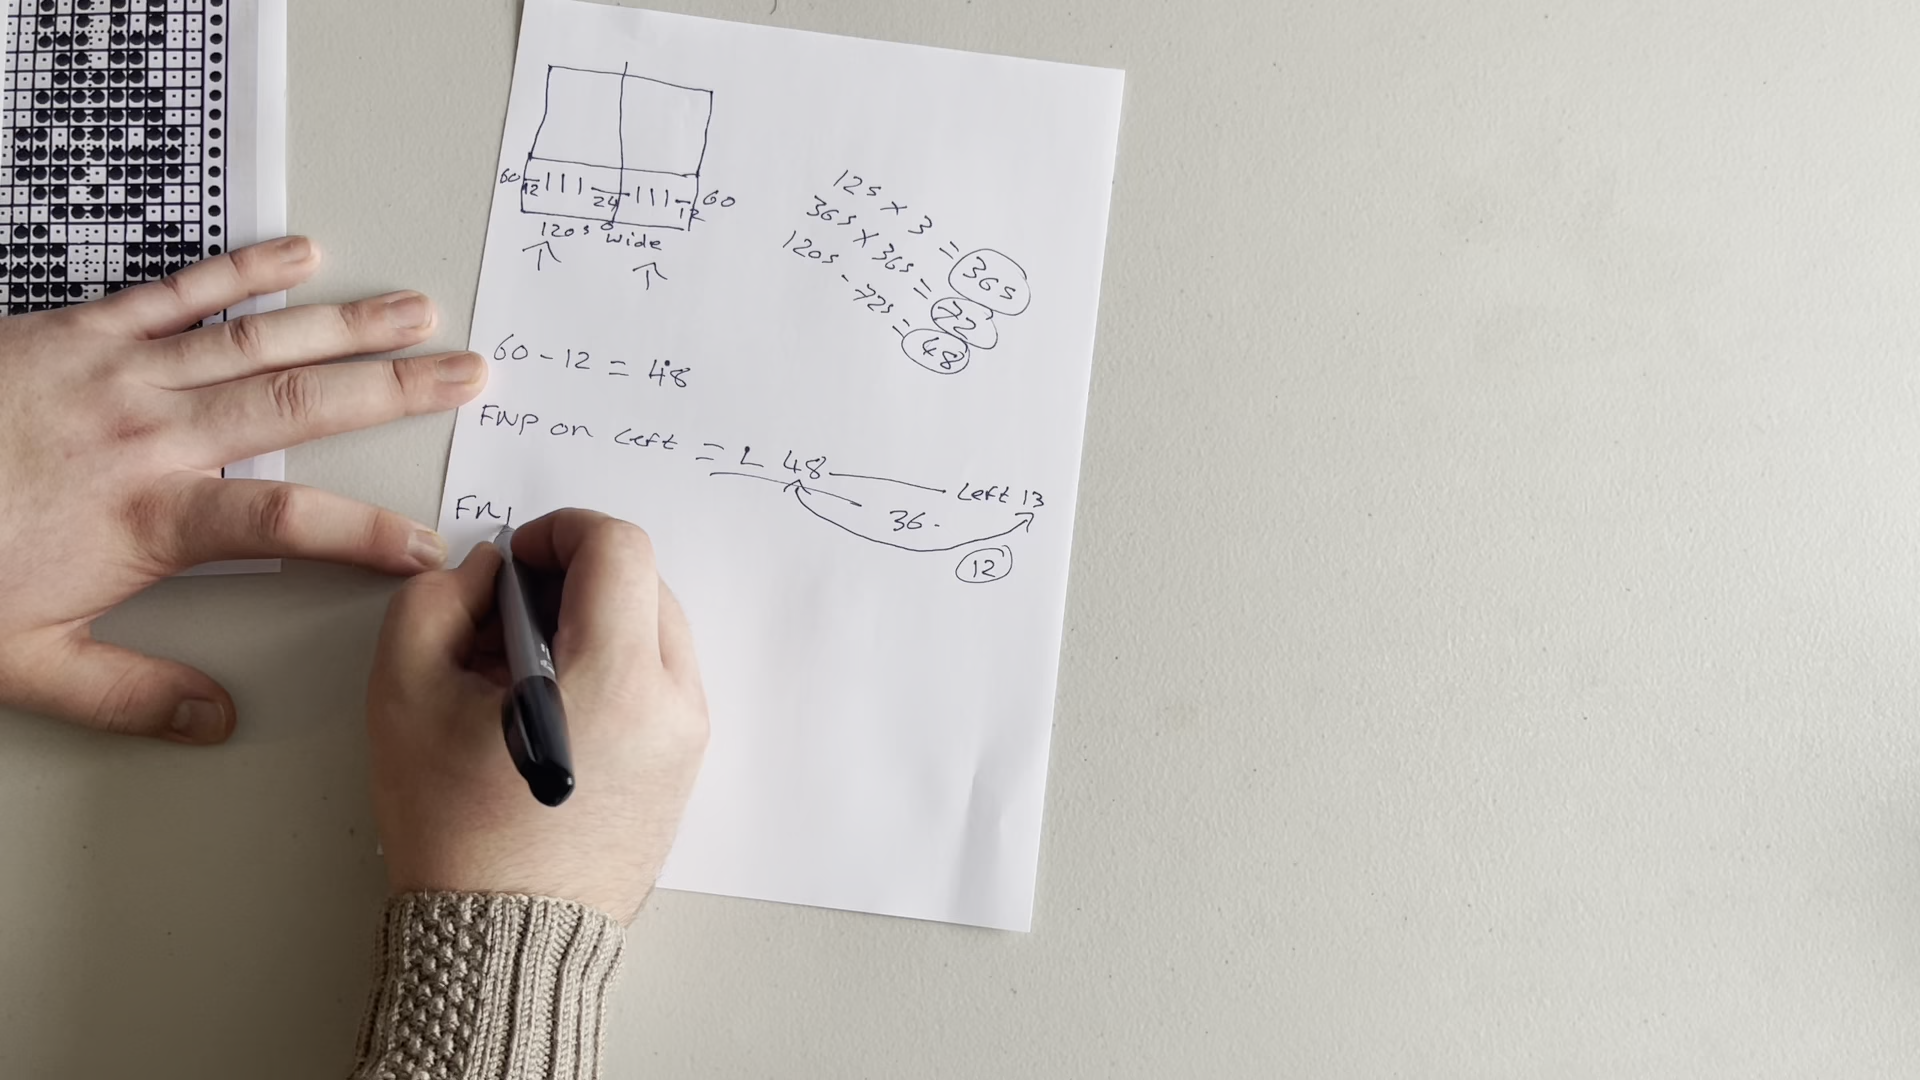 60 12 24 12 60
120s wide
12s x 3 = 36s
36s x 36s = 72
120s - 72s = 48
60 - 12 = 48
FNP on Left = L 48 Left 13
36.
12
FN